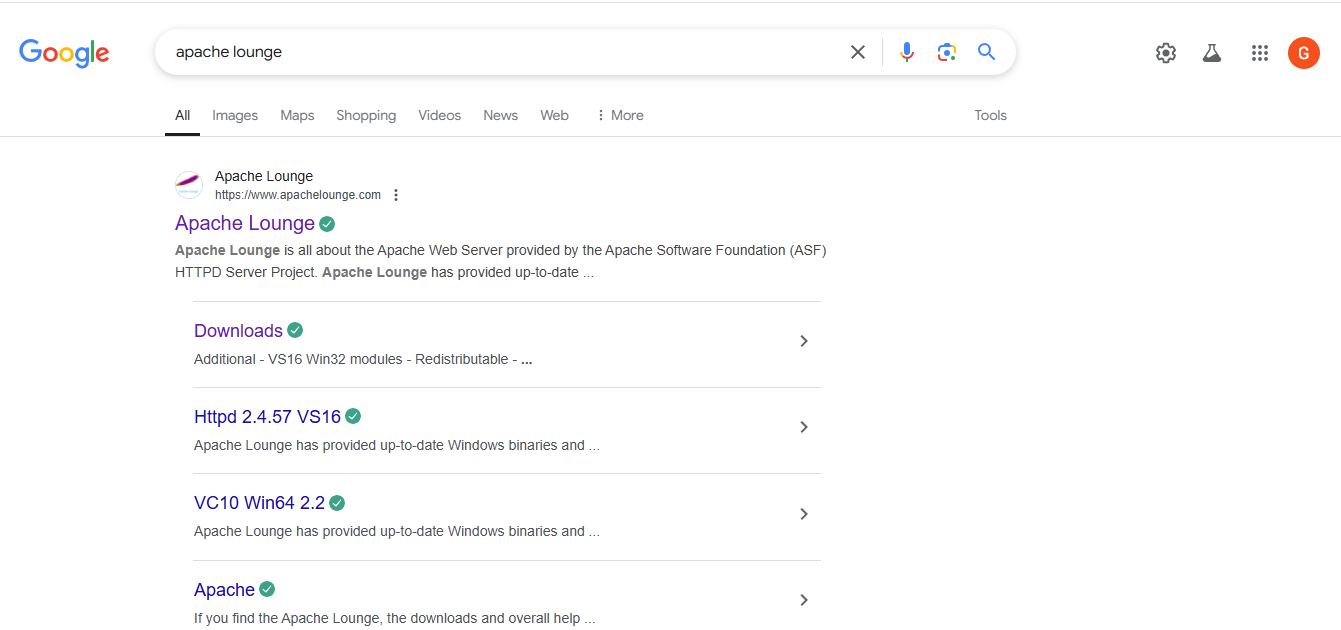 Google
apache lounge
G
All Images Maps Shopping Videos News Web More Tools
Apache Lounge
https://www.apachelounge.com
Apache Lounge
Apache Lounge is all about the Apache Web Server provided by the Apache Software Foundation (ASF)
HTTPD Server Project. Apache Lounge has provided up-to-date ...
Downloads
Additional - VS16 Win32 modules - Redistributable - ...
Httpd 2.4.57 VS16
Apache Lounge has provided up-to-date Windows binaries and ...
VC10 Win64 2.2
Apache Lounge has provided up-to-date Windows binaries and ...
Apache
If you find the Apache Lounge, the downloads and overall help ...